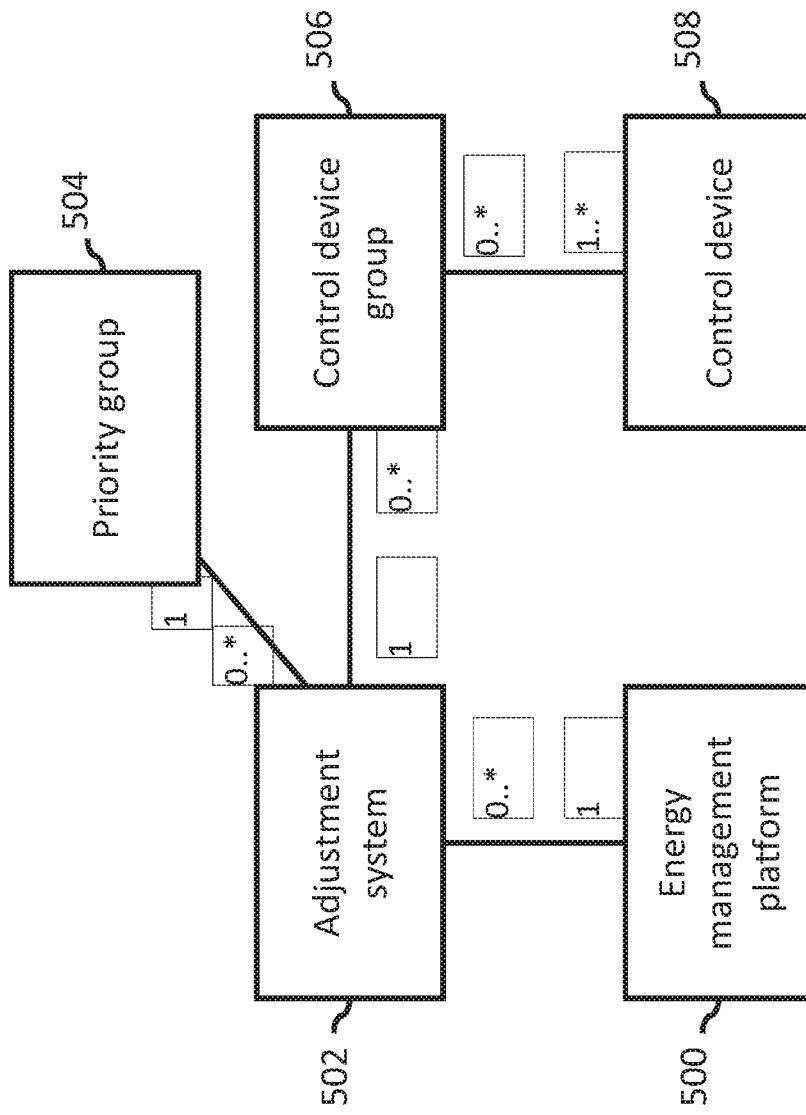 504
Priority group
1
0..*
502
Adjustment
system
1
0..*
Control device
group
506
0..*
1
0..*
1..*
500
Energy
management
platform
Control device
508